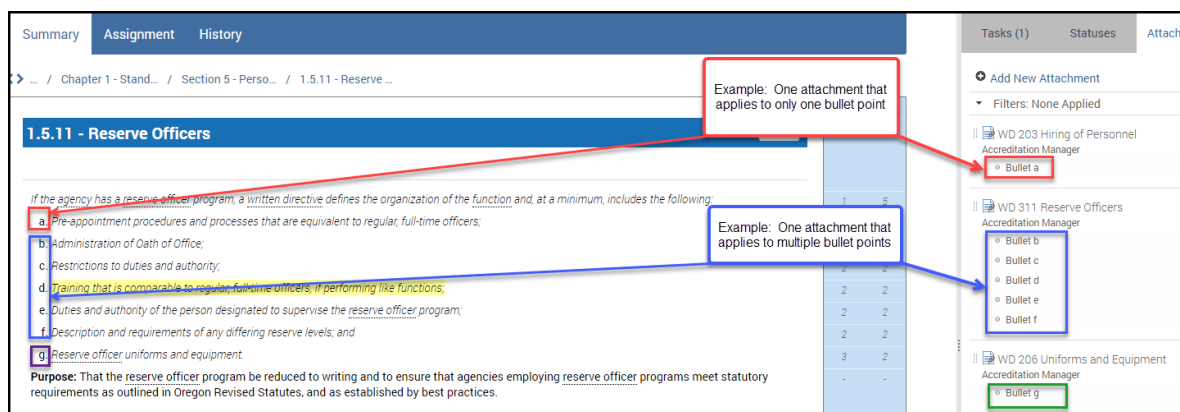 Summary Assignment History
... / Chapter 1 - Stand... / Section 5 - Perso... / 1.5.11 - Reserve ...
1.5.11 - Reserve Officers
If the agency has a reserve officer program, a written directive defines the organization of the function and, at a minimum, includes the following:
1 5
a. Pre-appointment procedures and processes that are equivalent to regular, full-time officers;
b. Administration of Oath of Office;
c. Restrictions to duties and authority;
2 2
d. Training that is comparable to regular, full-time officers, if performing like functions;
2 2
e. Duties and authority of the person designated to supervise the reserve officer program;
2 2
f. Description and requirements of any differing reserve levels; and
2 2
g. Reserve officer uniforms and equipment.
3 2
Purpose: That the reserve officer program be reduced to writing and to ensure that agencies employing reserve officer programs meet statutory
- -
requirements as outlined in Oregon Revised Statutes, and as established by best practices.
Example: One attachment that
applies to only one bullet point
Example: One attachment that
applies to multiple bullet points
Tasks (1) Statuses Attach
Add New Attachment
Filters: None Applied
WD 203 Hiring of Personnel
Accreditation Manager
Bullet a
WD 311 Reserve Officers
Accreditation Manager
Bullet b
Bullet c
Bullet d
Bullet e
Bullet f
WD 206 Uniforms and Equipment
Accreditation Manager
Bullet g